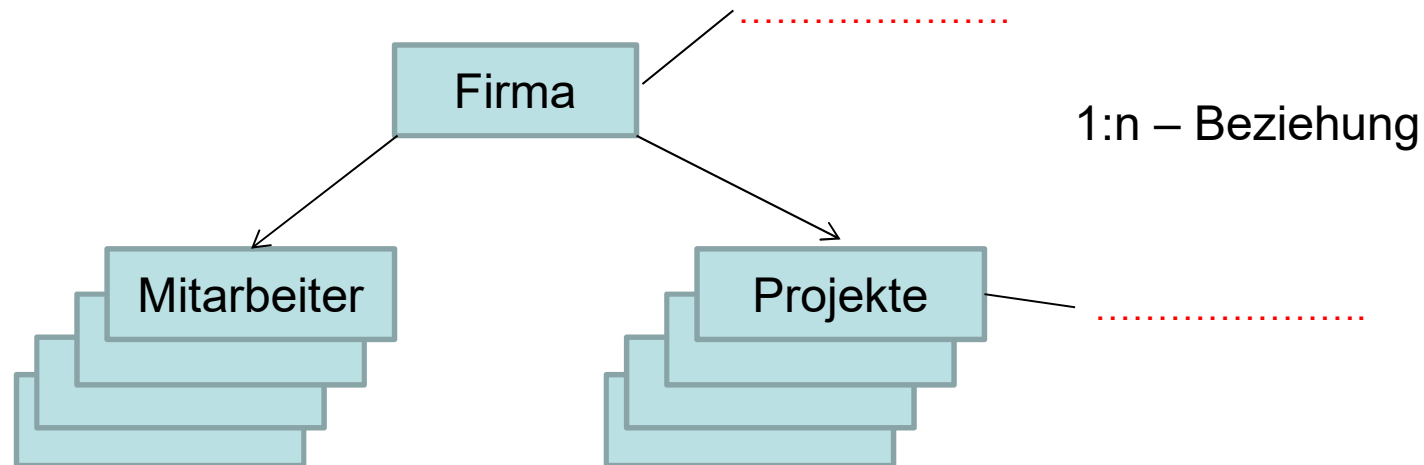 .......................
Firma
1:n – Beziehung
Mitarbeiter
Projekte
.......................